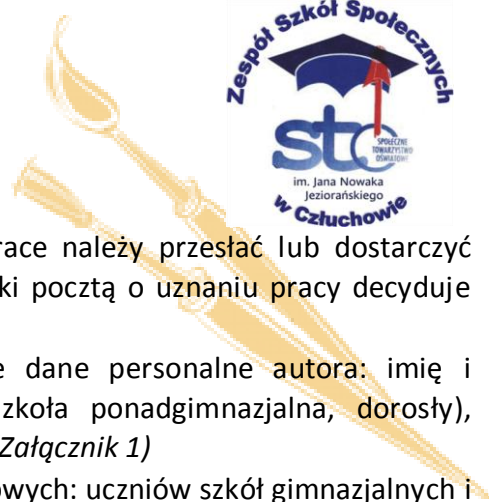 Zespół Szkół Społecznych
STO
SPOŁECZNE
TOWARZYSTWO
OŚWIATOWE
im. Jana Nowaka
Jeziorańskiego
w Człuchowie
race należy przesłać lub dostarczyć
ki pocztą o uznaniu pracy decyduje
e dane personalne autora: imię i
zkoła ponadgimnazjalna, dorosły),
Załącznik 1)
owych: uczniów szkół gimnazjalnych i